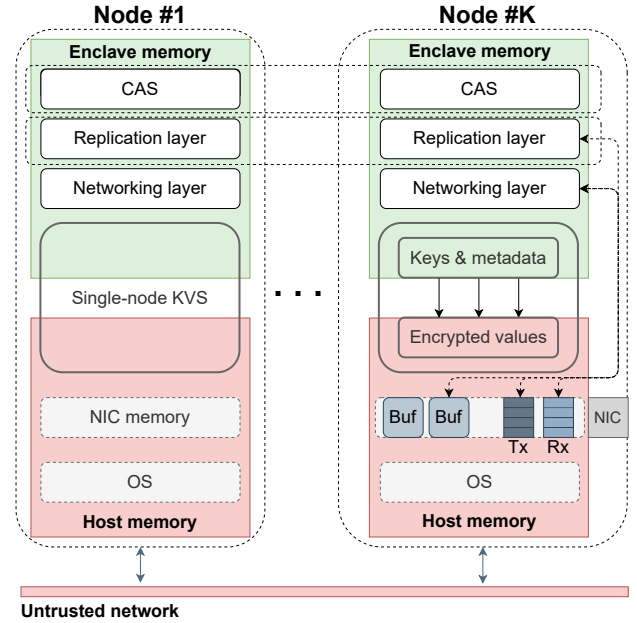 Node #1
Enclave memory
CAS
Replication layer
Networking layer
Single-node KVS
NIC memory
OS
Host memory
. . .
Node #K
Enclave memory
CAS
Replication layer
Networking layer
Keys & metadata
Encrypted values
Buf
Buf
Tx
Rx
NIC
OS
Host memory
Untrusted network